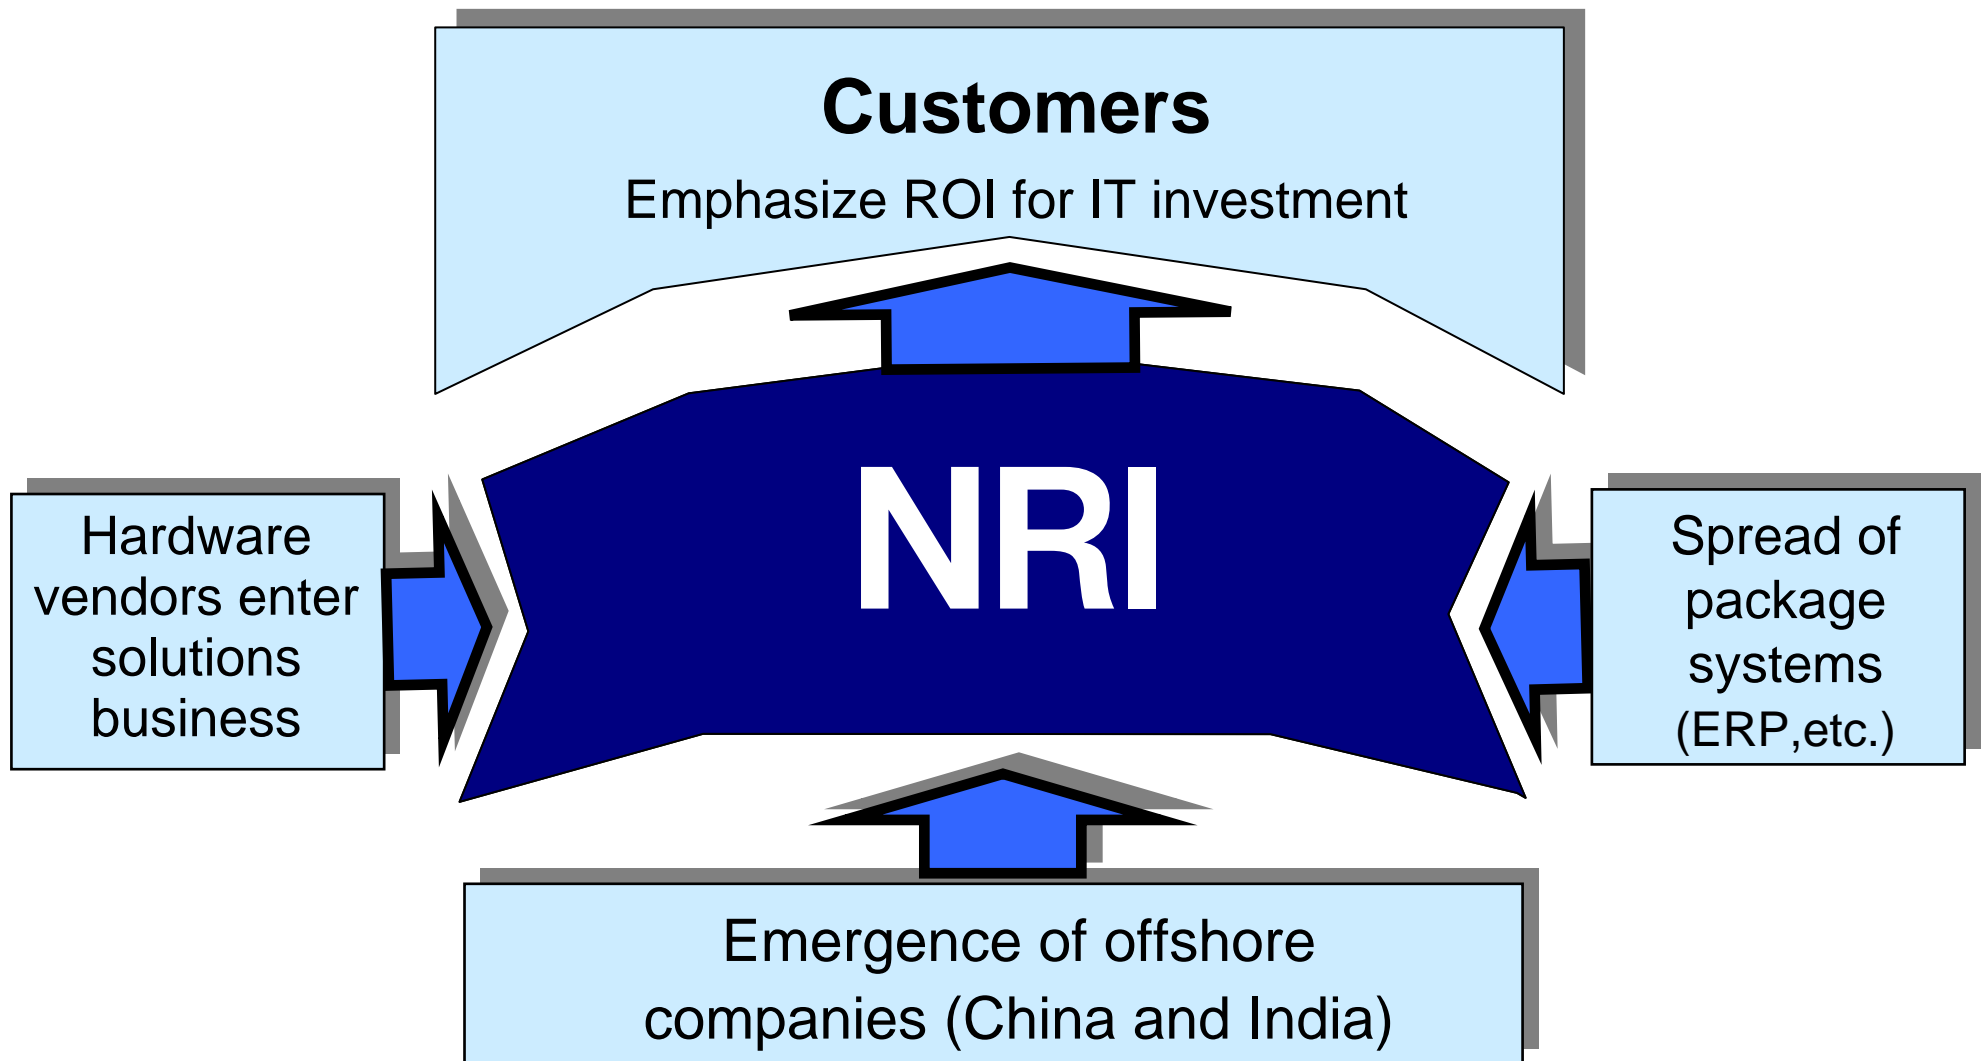 Customers
Emphasize ROI for IT investment
NRI
Hardware
vendors enter
solutions
business
Spread of
package
systems
(ERP,etc.)
Emergence of offshore
companies (China and India)